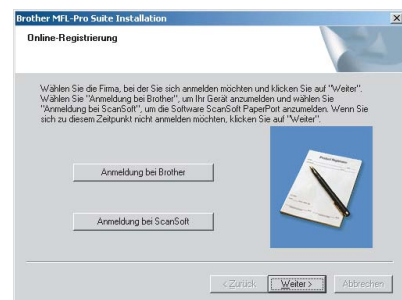 Brother MFL-Pro Suite Installation
Online-Registrierung
Wählen Sie die Firma, bei der Sie sich anmelden möchten und klicken Sie auf "Weiter".
Wählen Sie "Anmeldung bei Brother", um Ihr Gerät anzumelden und wählen Sie
"Anmeldung bei ScanSoft", um die Software ScanSoft PaperPort anzumelden. Wenn Sie
sich zu diesem Zeitpunkt nicht anmelden möchten, klicken Sie auf "Weiter".
Product Registration
Anmeldung bei Brother
Anmeldung bei ScanSoft
< Zurück Weiter > Abbrechen